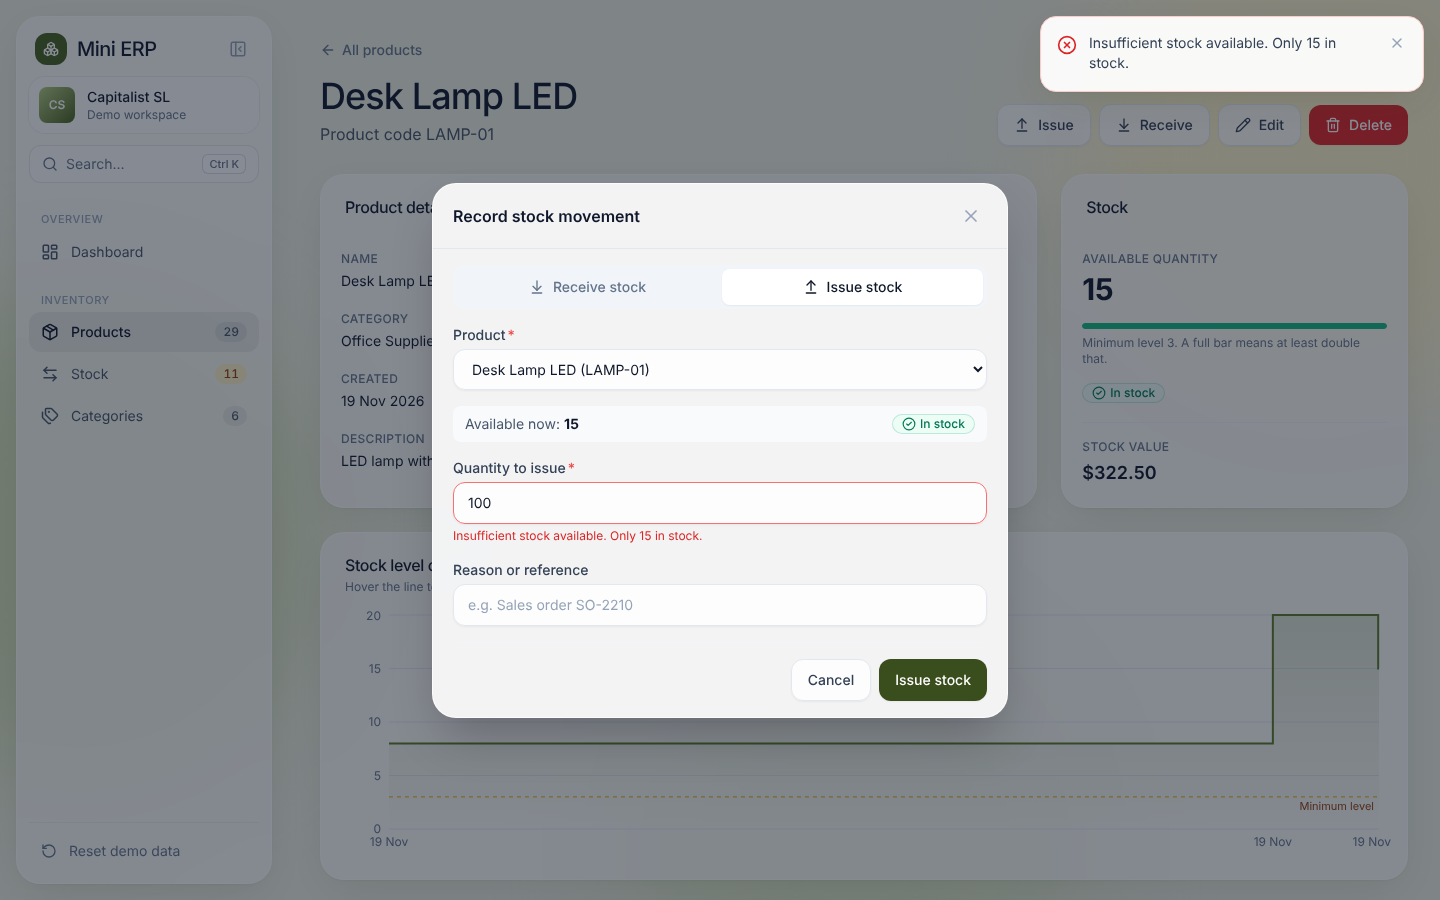 Mini ERP
CS
Capitalist SL
Demo workspace
Search...
Ctrl K
OVERVIEW
Dashboard
INVENTORY
Products
29
Stock
11
Categories
6
Reset demo data
All products
Desk Lamp LED
Product code LAMP-01
Issue
Receive
Edit
Delete
Insufficient stock available. Only 15 in
stock.
Product deta
NAME
Desk Lamp LE
CATEGORY
Office Supplie
CREATED
19 Nov 2026
DESCRIPTION
LED lamp with
Stock
AVAILABLE QUANTITY
15
Minimum level 3. A full bar means at least double
that.
In stock
STOCK VALUE
$322.50
Record stock movement
Receive stock
Issue stock
Product*
Desk Lamp LED (LAMP-01)
Available now: 15
In stock
Quantity to issue*
100
Insufficient stock available. Only 15 in stock.
Reason or reference
e.g. Sales order SO-2210
Cancel
Issue stock
Stock level o
Hover the line t
20
15
10
5
0
Minimum level
19 Nov
19 Nov
19 Nov